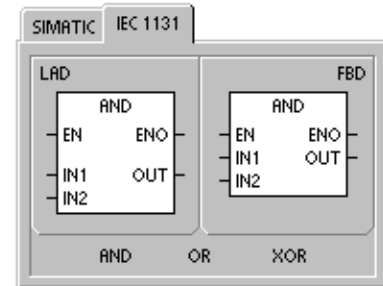 SIMATIC IEC 1131
LAD FBD
AND AND
EN ENO EN ENO
IN1 OUT IN1 OUT
IN2 IN2
AND OR XOR